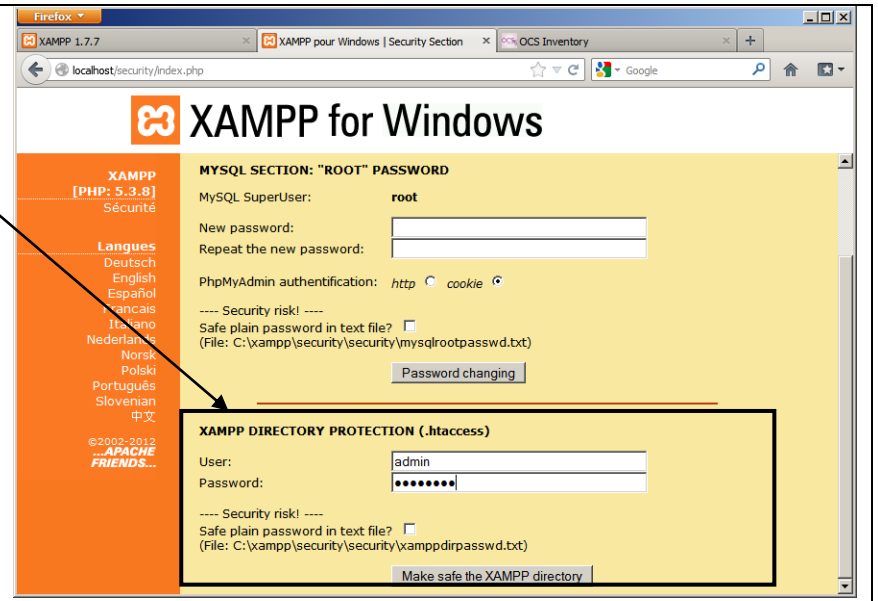 Firefox
XAMPP 1.7.7
XAMPP pour Windows | Security Section
OCS Inventory
localhost/security/index.php
Google
XAMPP for Windows
XAMPP
[PHP: 5.3.8]
Sécurité
Langues
Deutsch
English
Español
Francais
Italiano
Nederlands
Norsk
Polski
Português
Slovenian
中文
©2002-2012
...APACHE
FRIENDS...
MYSQL SECTION: "ROOT" PASSWORD
MySQL SuperUser: root
New password:
Repeat the new password:
PhpMyAdmin authentification: http cookie
---- Security risk! ----
Safe plain password in text file?
(File: C:\xampp\security\security\mysqlrootpasswd.txt)
Password changing
XAMPP DIRECTORY PROTECTION (.htaccess)
User: admin
Password: ••••••••
---- Security risk! ----
Safe plain password in text file?
(File: C:\xampp\security\security\xamppdirpasswd.txt)
Make safe the XAMPP directory